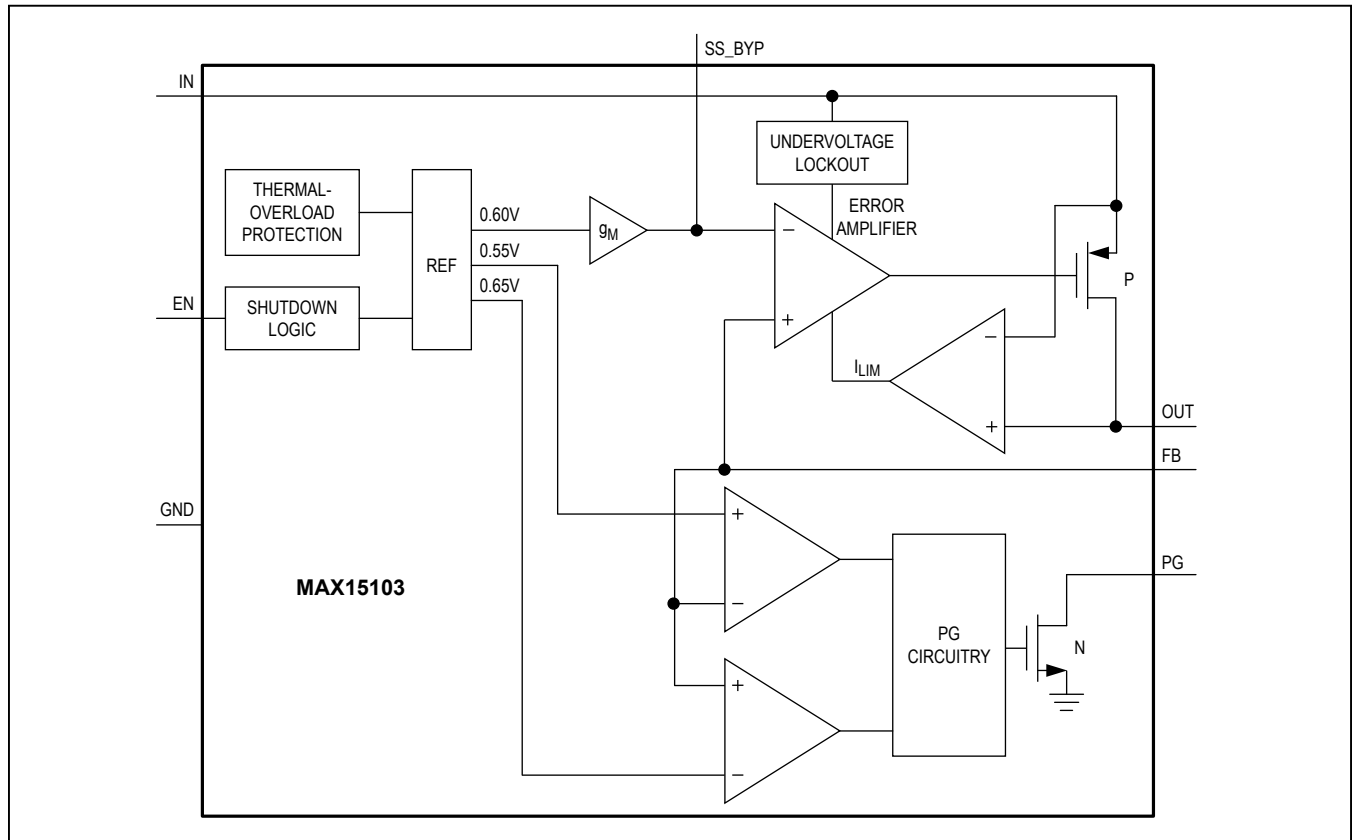 SS_BYP
IN
UNDERVOLTAGE
LOCKOUT
THERMAL-
OVERLOAD
PROTECTION
ERROR
AMPLIFIER
0.60V
gM
−
REF
0.55V
P
0.65V
EN
SHUTDOWN
LOGIC
+
−
ILIM
OUT
+
FB
GND
+
PG
MAX15103
−
PG
CIRCUITRY
N
+
−